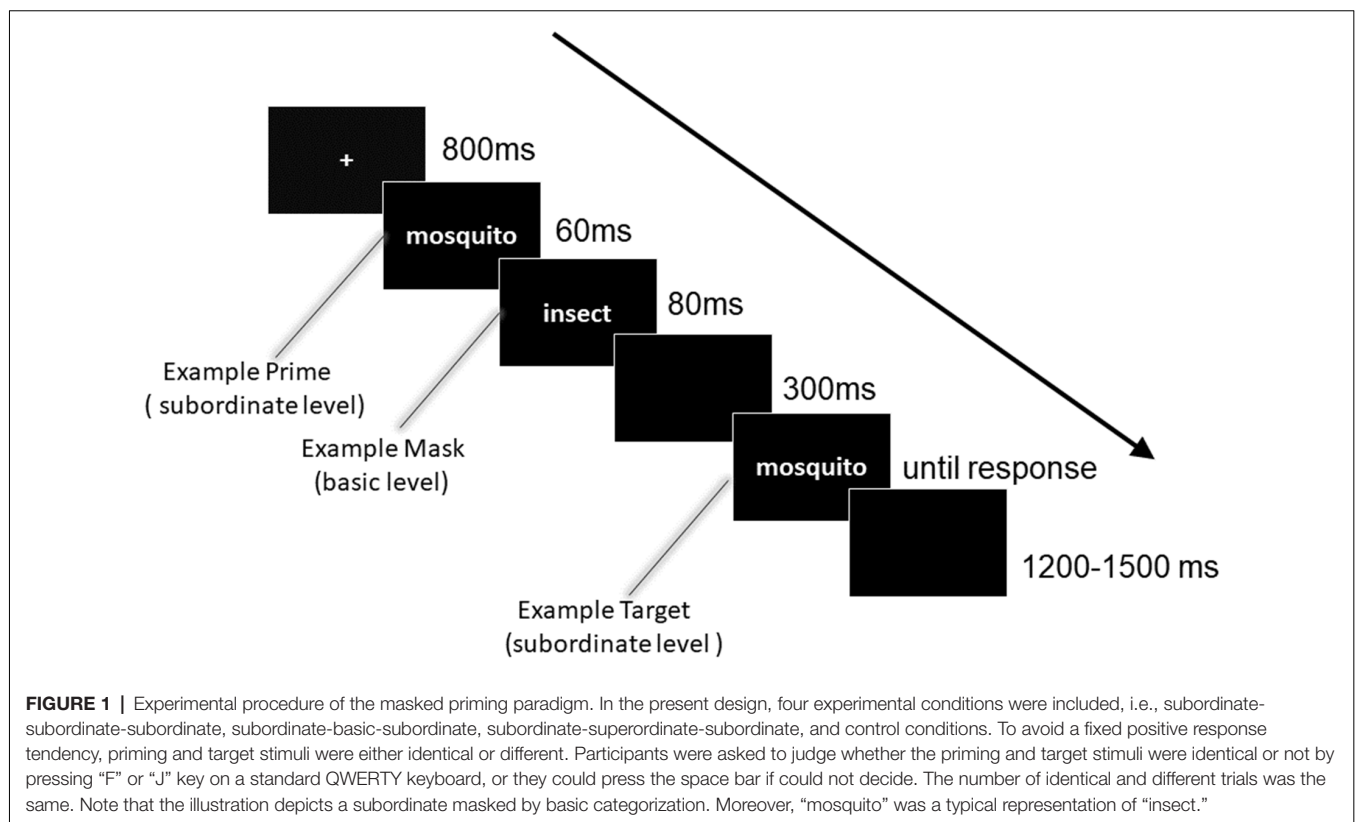 +
800ms
mosquito
60ms
insect
80ms
Example Prime
( subordinate level)
300ms
Example Mask
(basic level)
mosquito
until response
1200-1500 ms
Example Target
(subordinate level )
FIGURE 1 | Experimental procedure of the masked priming paradigm. In the present design, four experimental conditions were included, i.e., subordinate-
subordinate-subordinate, subordinate-basic-subordinate, subordinate-superordinate-subordinate, and control conditions. To avoid a fixed positive response
tendency, priming and target stimuli were either identical or different. Participants were asked to judge whether the priming and target stimuli were identical or not by
pressing “F” or “J” key on a standard QWERTY keyboard, or they could press the space bar if could not decide. The number of identical and different trials was the
same. Note that the illustration depicts a subordinate masked by basic categorization. Moreover, “mosquito” was a typical representation of “insect.”